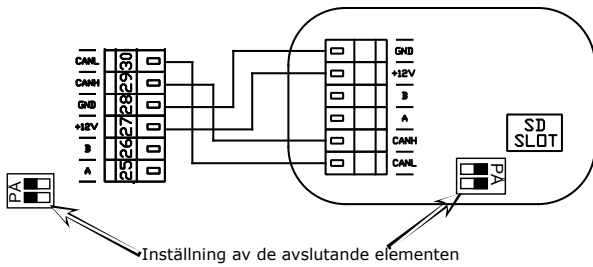 CANL 30
CANH 29
GND 28
+12V 27
B 26
A 25
GND
+12V
B
A
CANH
CANL
SD
SLOT
PA
PA
Inställning av de avslutande elementen